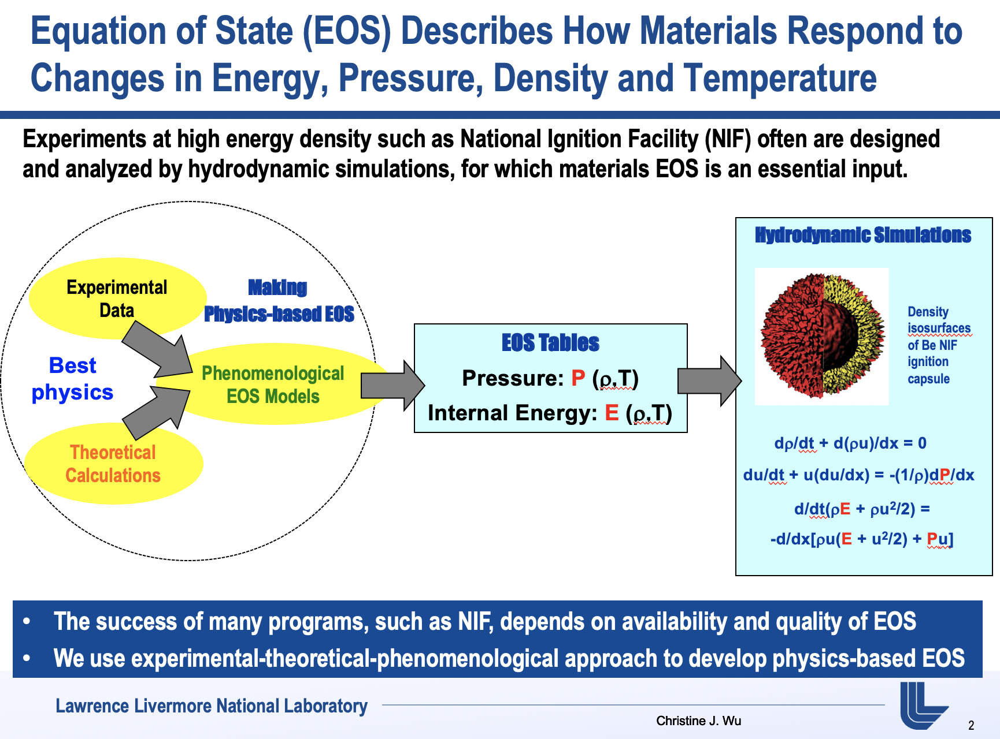 Equation of State (EOS) Describes How Materials Respond to
Changes in Energy, Pressure, Density and Temperature
Experiments at high energy density such as National Ignition Facility (NIF) often are designed
and analyzed by hydrodynamic simulations, for which materials EOS is an essential input.
Experimental
Data
Making
Physics-based EOS
Best
physics
Phenomenological
EOS Models
Theoretical
Calculations
EOS Tables
Pressure: P (ρ,T)
Internal Energy: E (ρ,T)
Hydrodynamic Simulations
Density
isosurfaces
of Be NIF
ignition
capsule
dρ/dt + d(ρu)/dx = 0
du/dt + u(du/dx) = -(1/ρ)dP/dx
d/dt(ρE + ρu²/2) =
-d/dx[ρu(E + u²/2) + Pu]
• The success of many programs, such as NIF, depends on availability and quality of EOS
• We use experimental-theoretical-phenomenological approach to develop physics-based EOS
Lawrence Livermore National Laboratory
Christine J. Wu
2